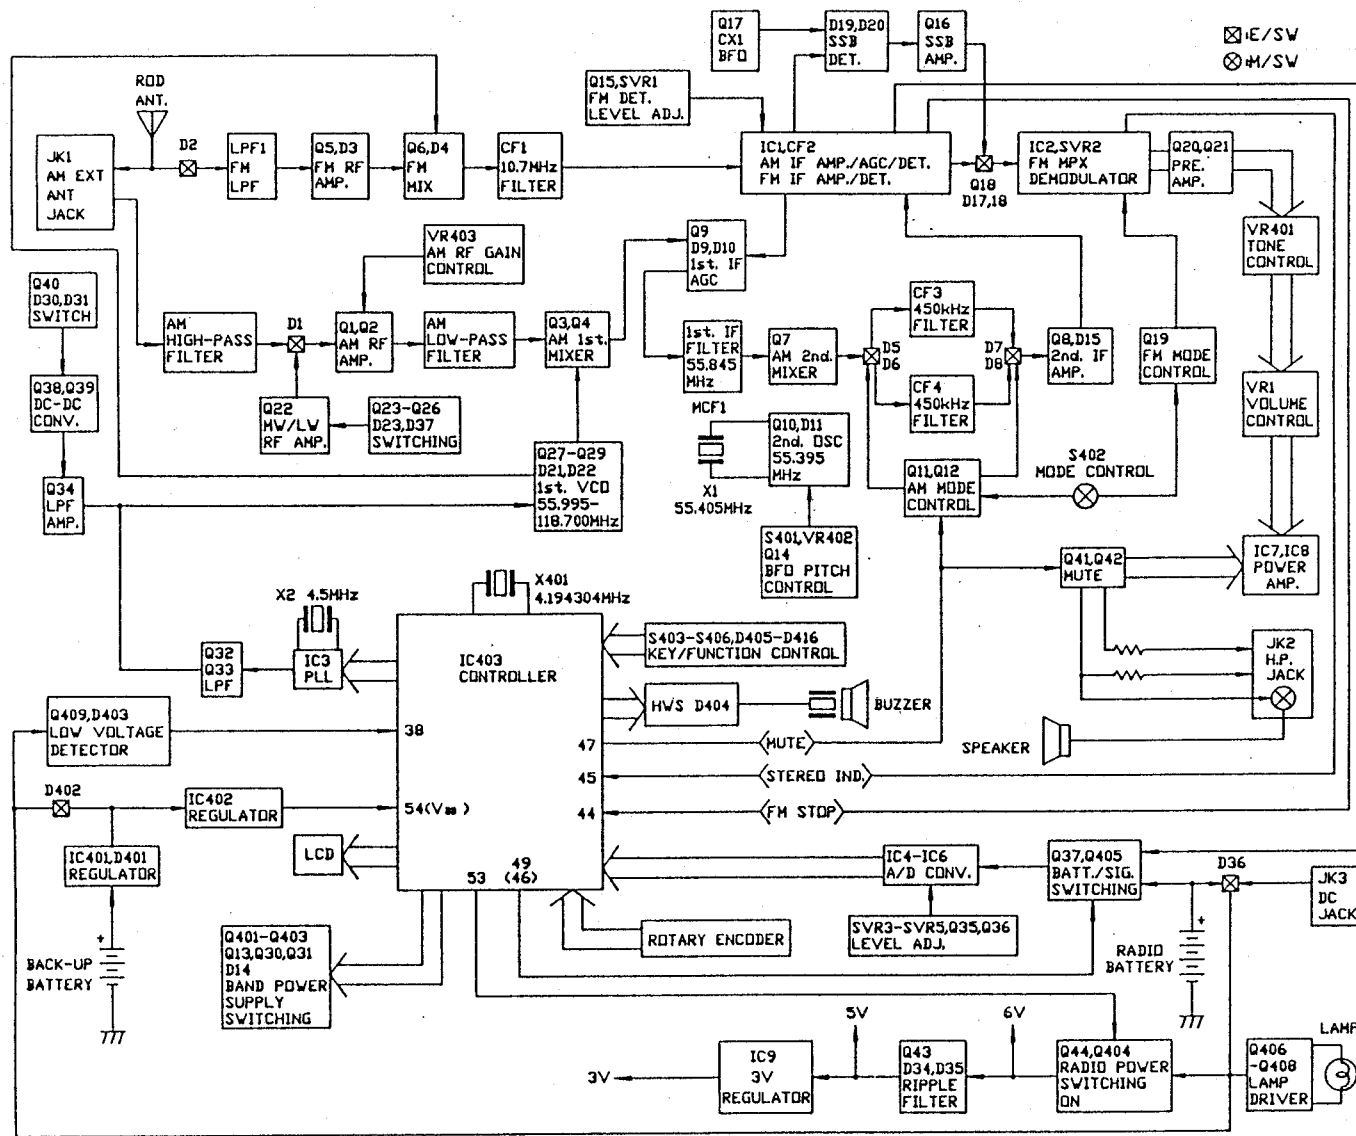 Q17
CX1
BFO
D19,D20
SSB
DET.
Q16
SSB
AMP.
E/SW
M/SW
ROD
ANT.
Q15,SVR1
FM DET.
LEVEL ADJ.
JK1
AM EXT
ANT
JACK
D2
LPF1
FM
LPF
Q5,D3
FM RF
AMP.
Q6,D4
FM
MIX
CF1
10.7MHz
FILTER
IC1,CF2
AM IF AMP./AGC/DET.
FM IF AMP./DET.
Q18
D17,18
IC2,SVR2
FM MPX
DEMODULATOR
Q20,Q21
PRE.
AMP.
VR403
AM RF GAIN
CONTROL
Q9
D9,D10
1st. IF
AGC
VR401
TONE
CONTROL
Q40
D30,D31
SWITCH
AM
HIGH-PASS
FILTER
D1
Q1,Q2
AM RF
AMP.
AM
LOW-PASS
FILTER
Q3,Q4
AM 1st.
MIXER
1st. IF
FILTER
55.845
MHz
MCF1
Q7
AM 2nd.
MIXER
D5
D6
CF3
450kHz
FILTER
CF4
450kHz
FILTER
D7
D8
Q8,D15
2nd. IF
AMP.
Q19
FM MODE
CONTROL
VR1
VOLUME
CONTROL
Q38,Q39
DC-DC
CONV.
Q22
MW/LW
RF AMP.
Q23-Q26
D23,D37
SWITCHING
Q27-Q29
D21,D22
1st. VCO
55.995-
118.700MHz
X1
55.405MHz
Q10,D11
2nd. OSC
55.395
MHz
Q11,Q12
AM MODE
CONTROL
S402
MODE CONTROL
Q34
LPF
AMP.
S401,VR402
Q14
BFO PITCH
CONTROL
Q41,Q42
MUTE
IC7,IC8
POWER
AMP.
X2 4.5MHz
X401
4.194304MHz
Q32
Q33
LPF
IC3
PLL
IC403
CONTROLLER
S403-S406,D405-D416
KEY/FUNCTION CONTROL
JK2
H.P.
JACK
HWS D404
BUZZER
SPEAKER
Q409,D403
LOW VOLTAGE
DETECTOR
38
47
MUTE
45
STEREO IND.
44
FM STOP
D402
IC402
REGULATOR
54(V
IC401,D401
REGULATOR
LCD
53
49
(46)
IC4-IC6
A/D CONV.
Q37,Q405
BATT./SIG.
SWITCHING
D36
JK3
DC
JACK
SVR3-SVR5,Q35,Q36
LEVEL ADJ.
ROTARY ENCODER
+
BACK-UP
BATTERY
Q401-Q403
Q13,Q30,Q31
D14
BAND POWER
SUPPLY
SWITCHING
+
RADIO
BATTERY
5V
6V
LAMP
3V
IC9
3V
REGULATOR
Q43
D34,D35
RIPPLE
FILTER
Q44,Q404
RADIO POWER
SWITCHING
ON
Q406
-Q408
LAMP
DRIVER